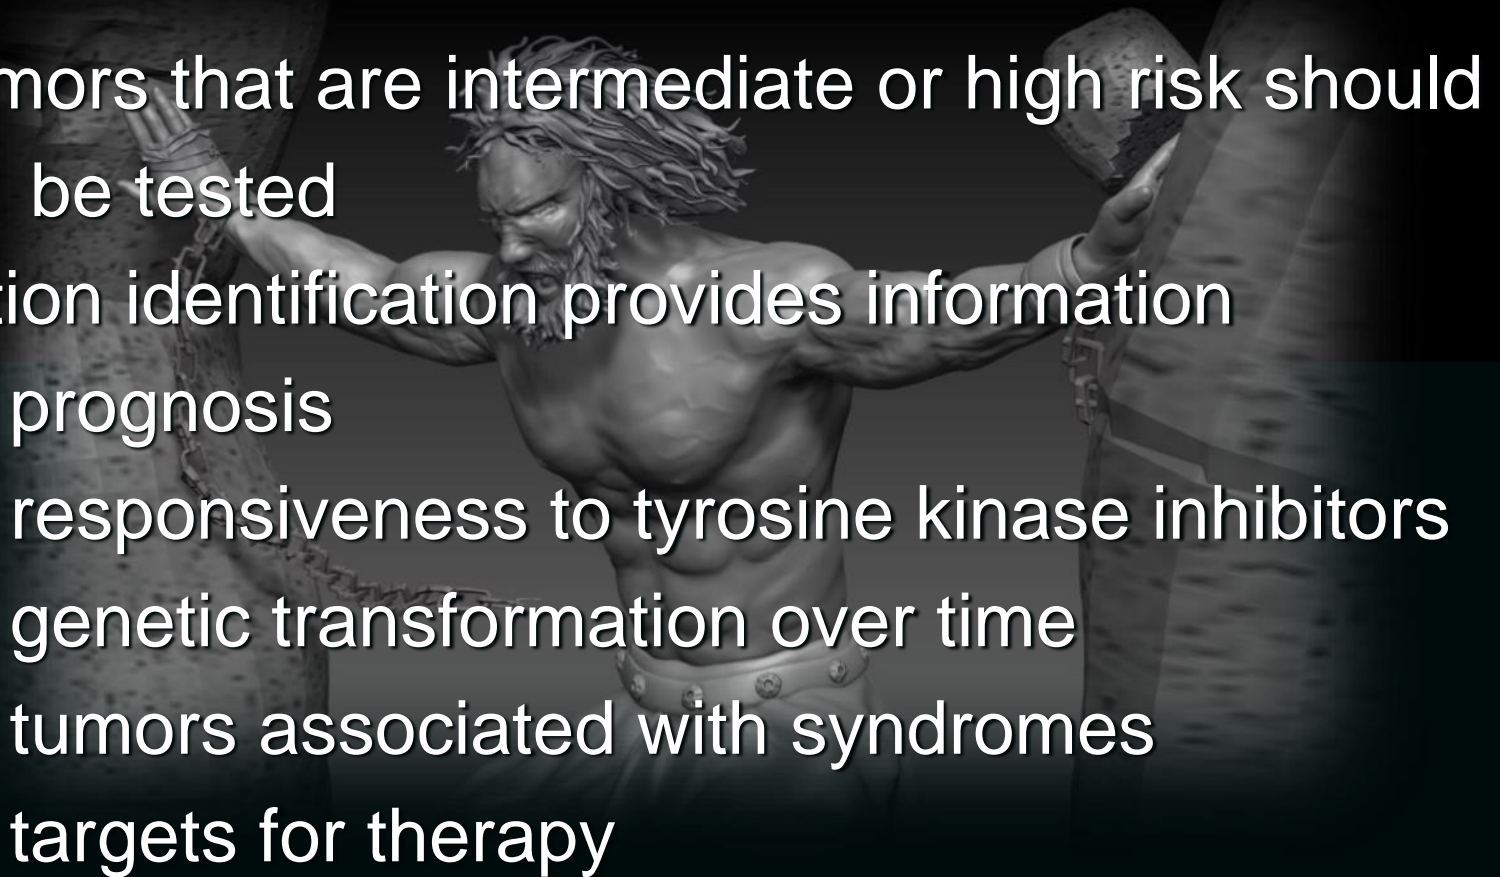 mors that are intermediate or high risk should
be tested
tion identification provides information
prognosis
responsiveness to tyrosine kinase inhibitors
genetic transformation over time
tumors associated with syndromes
targets for therapy